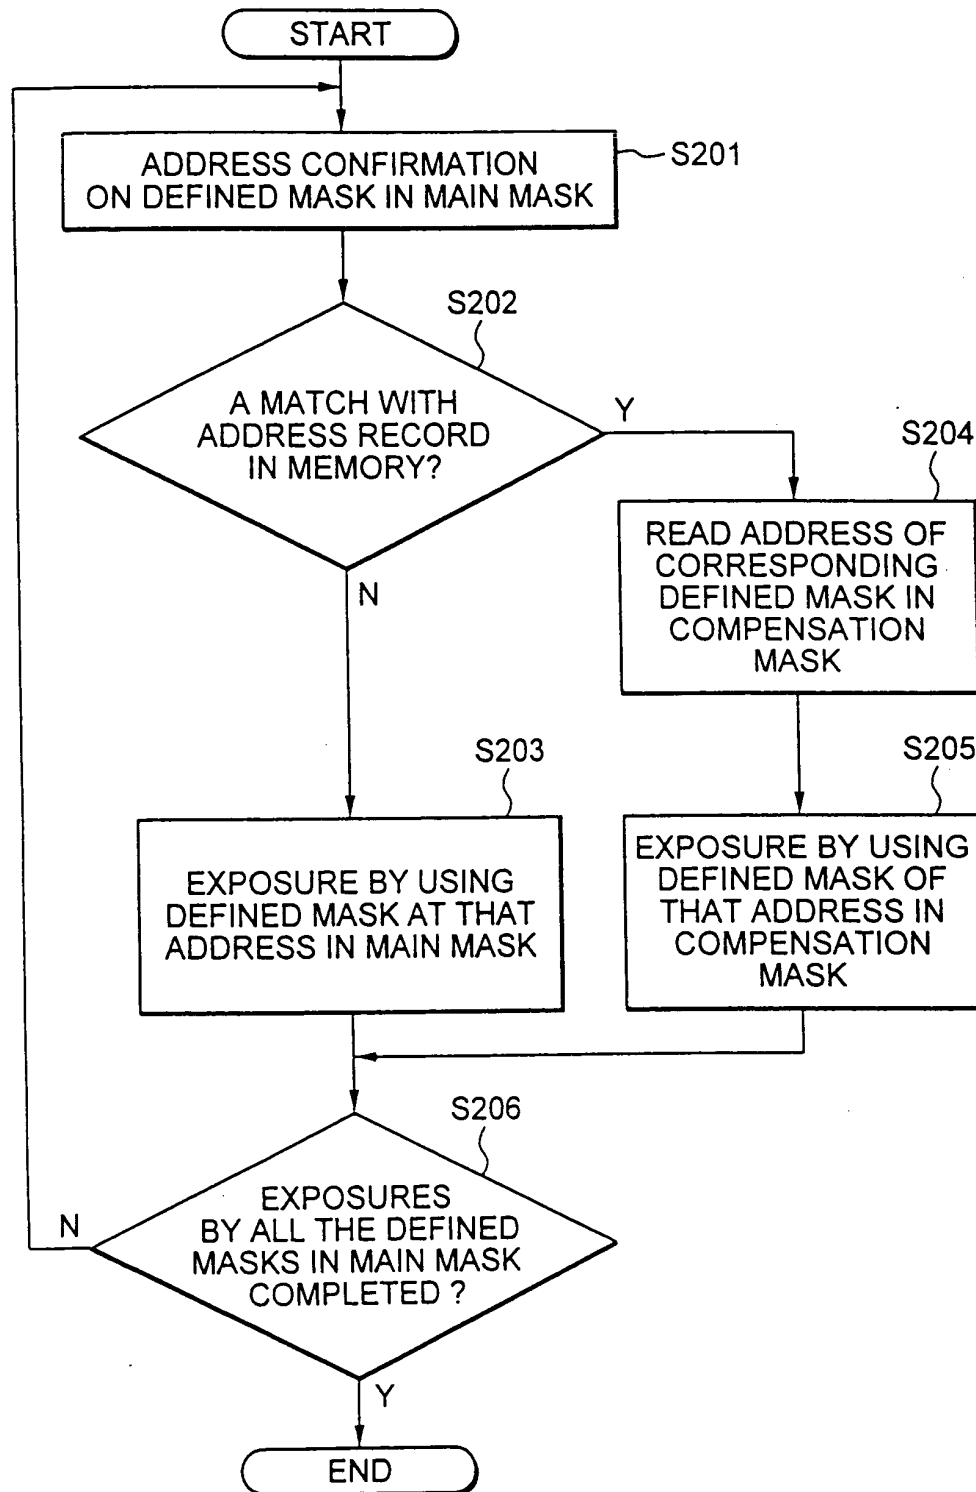 START
ADDRESS CONFIRMATION
ON DEFINED MASK IN MAIN MASK
S201
S202
A MATCH WITH
ADDRESS RECORD
IN MEMORY?
Y
N
S204
READ ADDRESS OF
CORRESPONDING
DEFINED MASK IN
COMPENSATION
MASK
S203
EXPOSURE BY USING
DEFINED MASK AT THAT
ADDRESS IN MAIN MASK
S205
EXPOSURE BY USING
DEFINED MASK OF
THAT ADDRESS IN
COMPENSATION
MASK
S206
EXPOSURES
BY ALL THE DEFINED
MASKS IN MAIN MASK
COMPLETED ?
N
Y
END